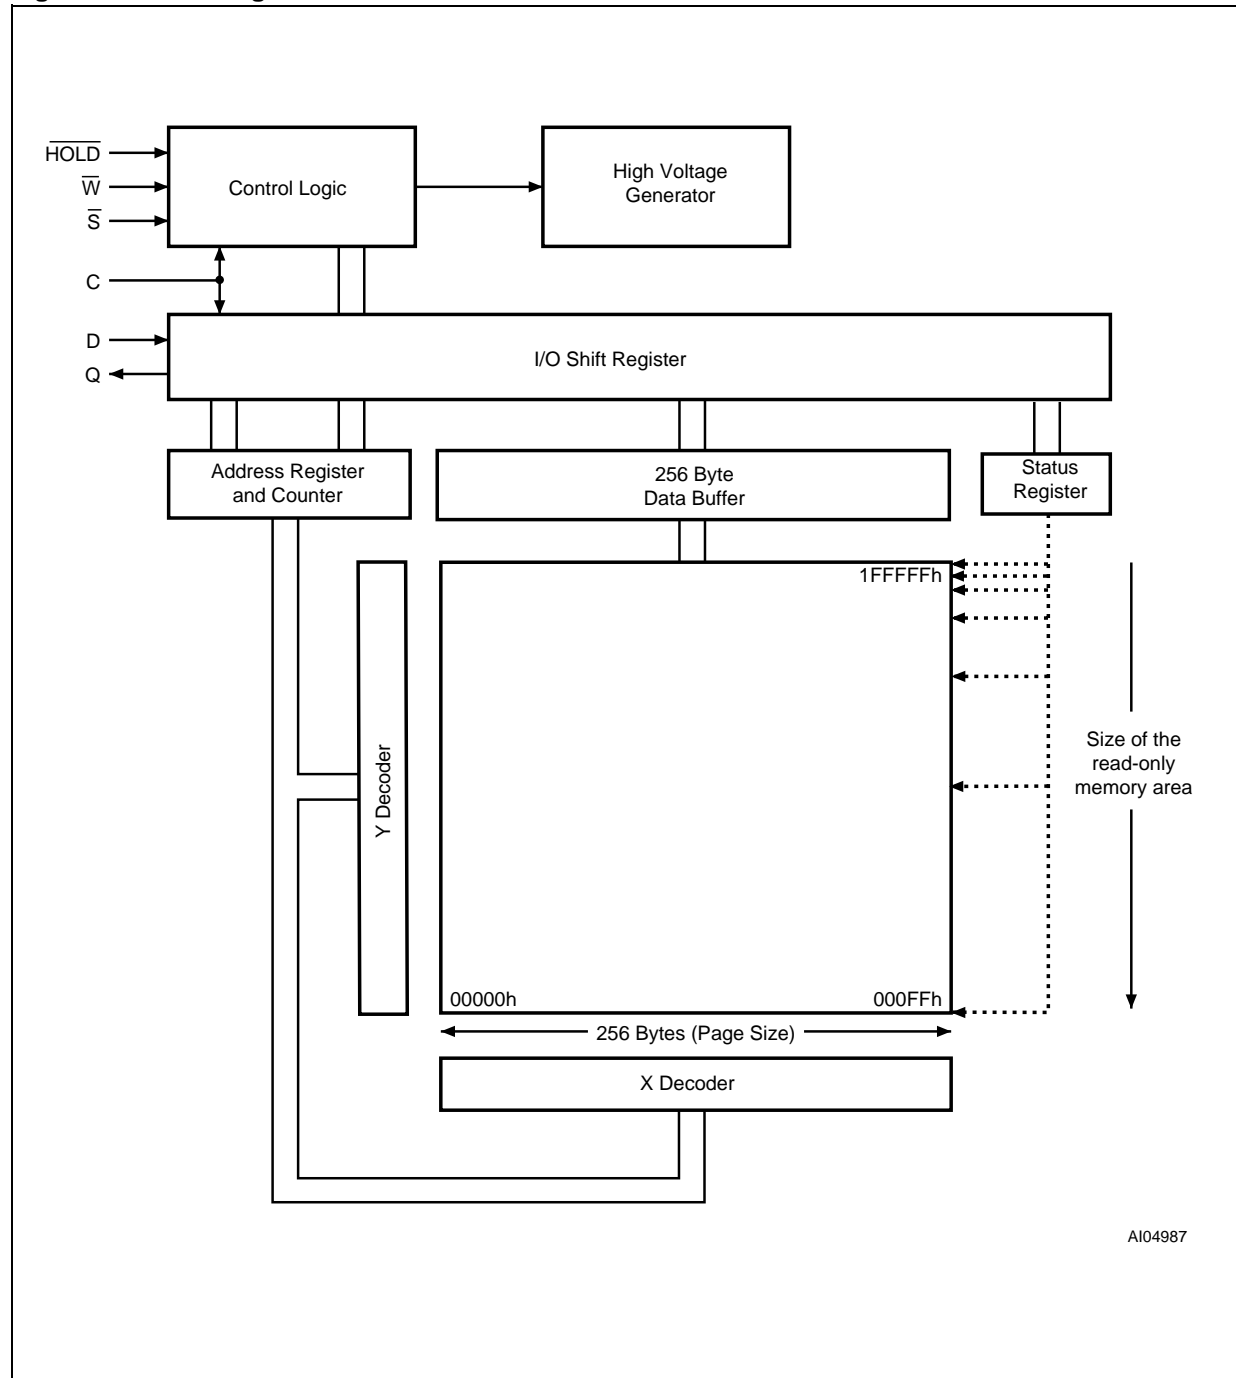 HOLD
W
S
C
D
Q
Control Logic
High Voltage
Generator
I/O Shift Register
Address Register
and Counter
256 Byte
Data Buffer
Status
Register
1FFFFFh
Y Decoder
Size of the
read-only
memory area
00000h
000FFh
256 Bytes (Page Size)
X Decoder
AI04987